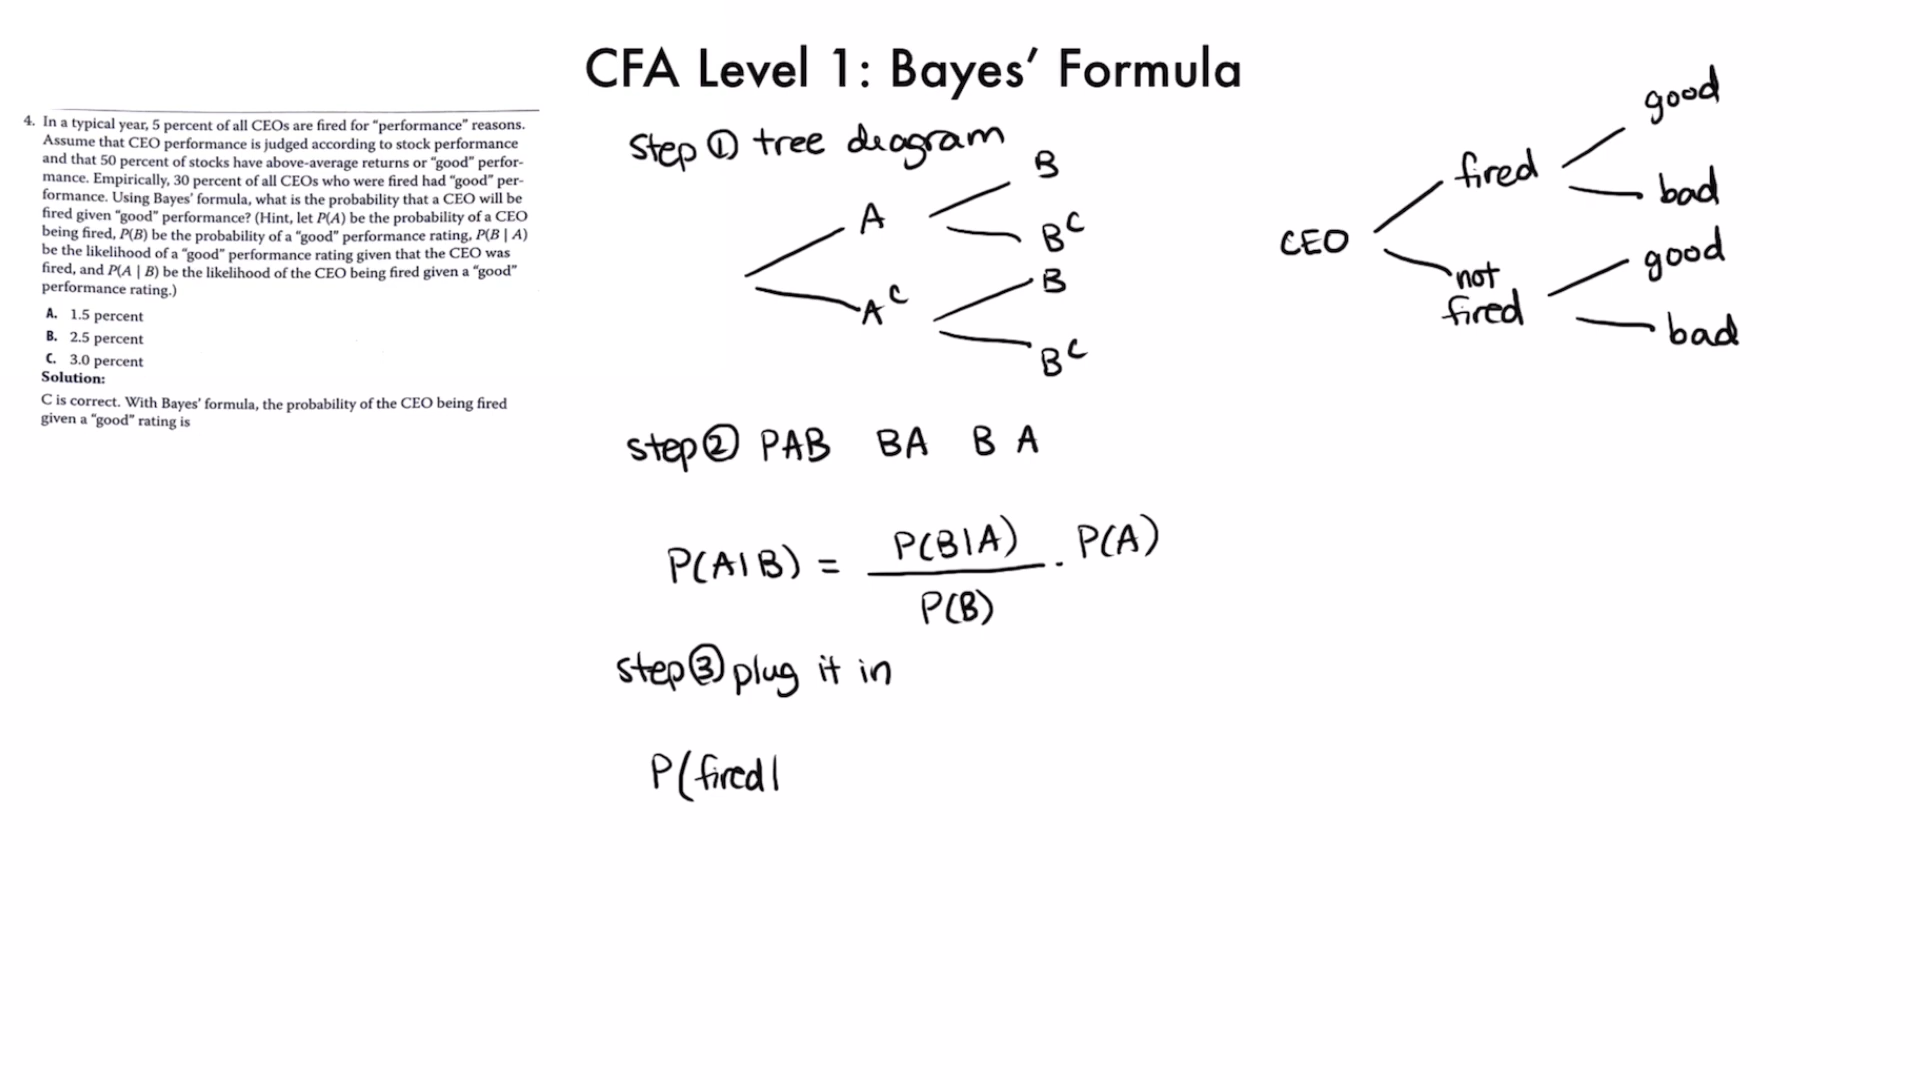 CFA Level 1: Bayes’ Formula
4. In a typical year, 5 percent of all CEOs are fired for “performance” reasons.
Assume that CEO performance is judged according to stock performance
and that 50 percent of stocks have above-average returns or “good” perfor-
mance. Empirically, 30 percent of all CEOs who were fired had “good” per-
formance. Using Bayes’ formula, what is the probability that a CEO will be
fired given “good” performance? (Hint, let P(A) be the probability of a CEO
being fired, P(B) be the probability of a “good” performance rating, P(B | A)
be the likelihood of a “good” performance rating given that the CEO was
fired, and P(A | B) be the likelihood of the CEO being fired given a “good”
performance rating.)
A. 1.5 percent
B. 2.5 percent
C. 3.0 percent
Solution:
C is correct. With Bayes’ formula, the probability of the CEO being fired
given a “good” rating is
step ① tree diagram
B
A
B^C
B
A^C
B^C
good
fired
bad
CEO
good
not
fired
bad
step ② PAB BA B A
P(A|B) = P(B|A) . P(A)
P(B)
step ③ plug it in
P(fired|